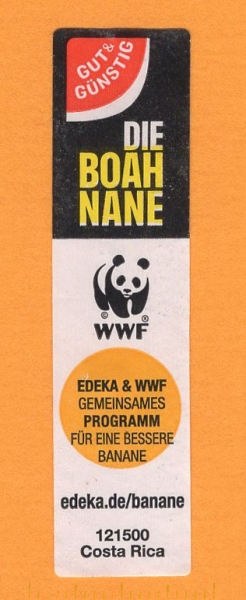 GUT&
GÜNSTIG
DIE
BOAH
NANE
© ®
WWF
EDEKA & WWF
GEMEINSAMES
PROGRAMM
FÜR EINE BESSERE
BANANE
edeka.de/banane
121500
Costa Rica